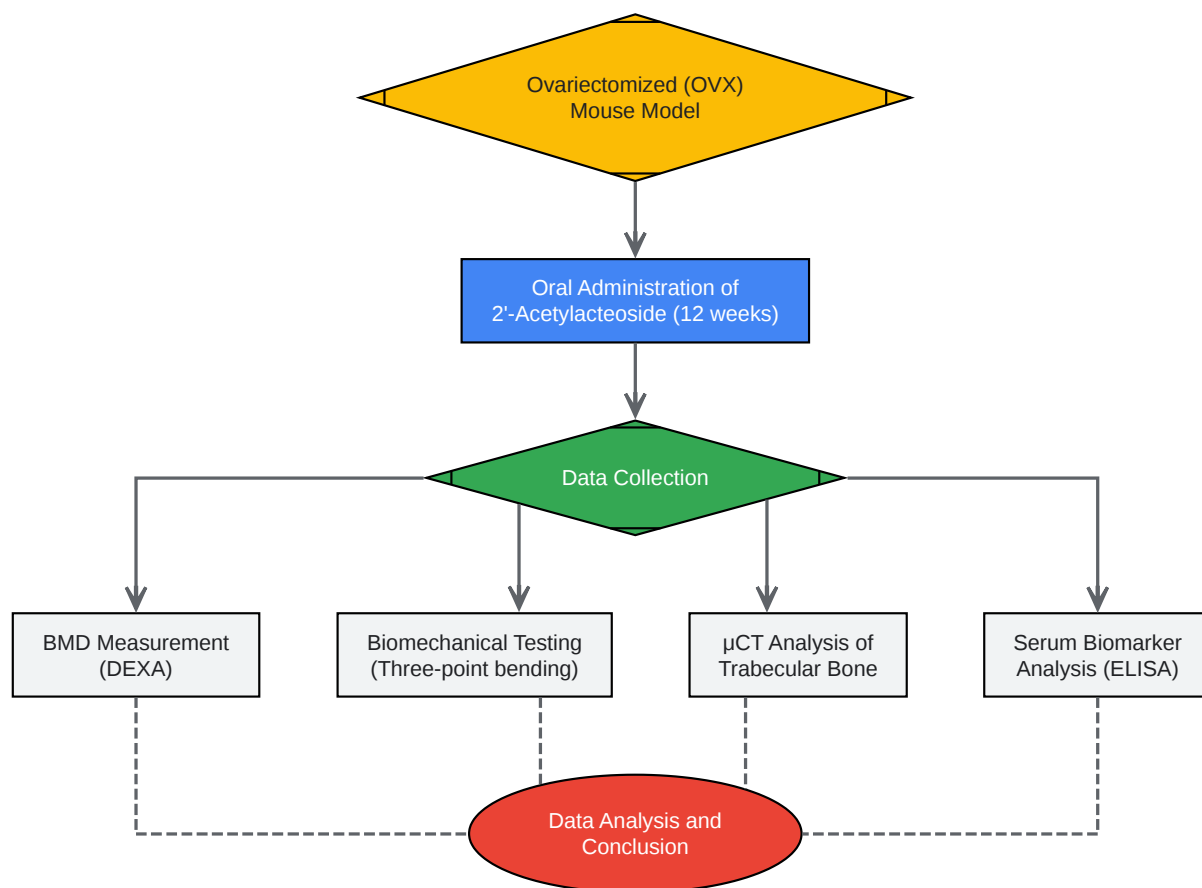 Ovariectomized (OVX)
Mouse Model
Oral Administration of
2'-Acetylacteoside (12 weeks)
Data Collection
BMD Measurement
(DEXA)
Biomechanical Testing
(Three-point bending)
μCT Analysis of
Trabecular Bone
Serum Biomarker
Analysis (ELISA)
Data Analysis and
Conclusion